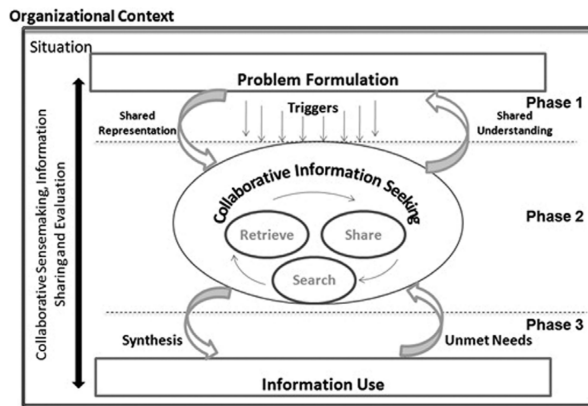 Organizational Context
Situation
Problem Formulation
Phase 1
Triggers
Shared
Representation
Shared
Understanding
Collaborative Information Seeking
Phase 2
Retrieve
Share
Search
Phase 3
Synthesis
Unmet Needs
Information Use
Collaborative Sensemaking, Information
Sharing and Evaluation